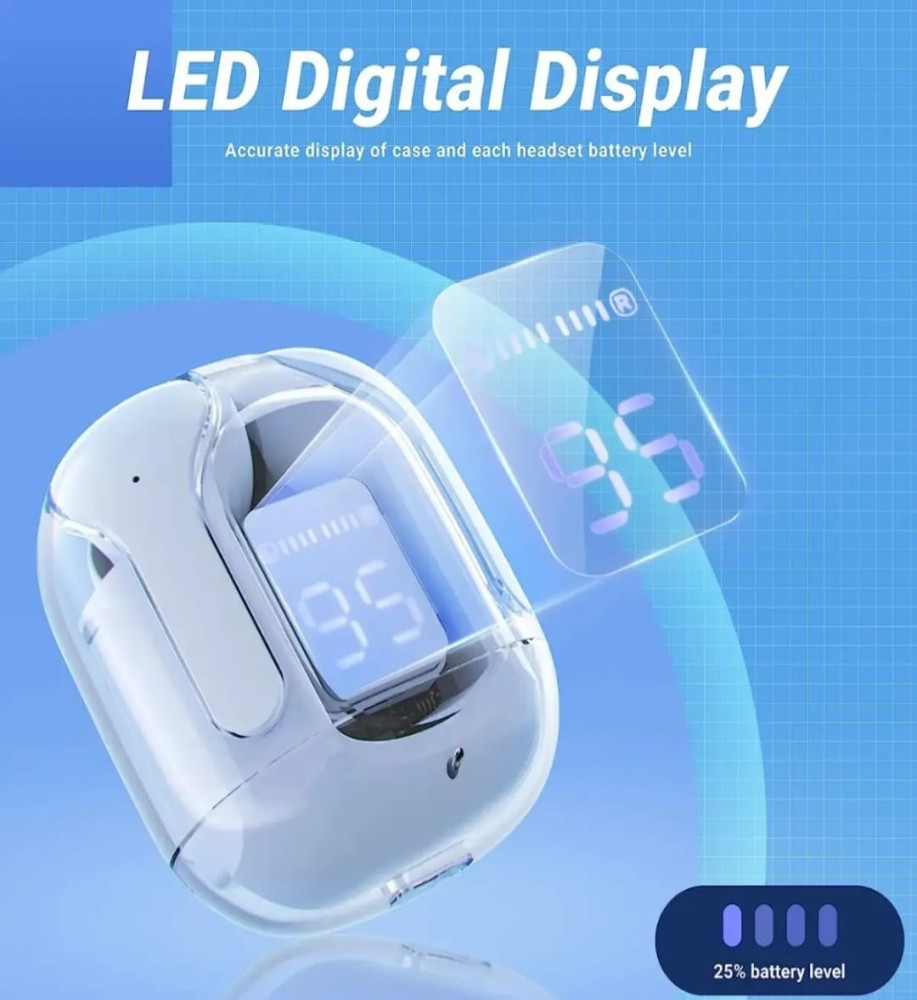 LED Digital Display
Accurate display of case and each headset battery level
R
95
95
25% battery level